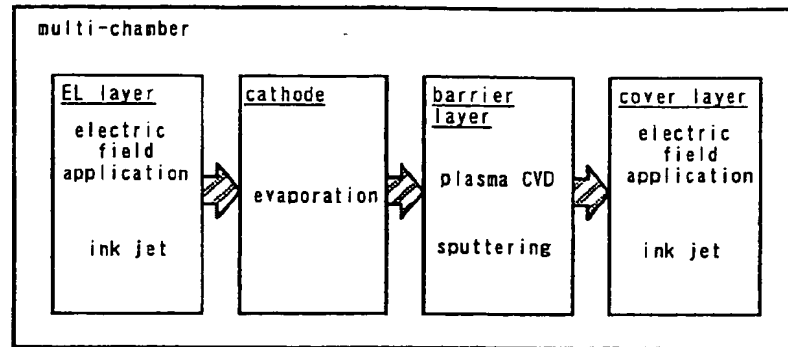 multi-chamber
EL layer
electric
field
application
ink jet
cathode
evaporation
barrier
layer
plasma CVD
sputtering
cover layer
electric
field
application
ink jet